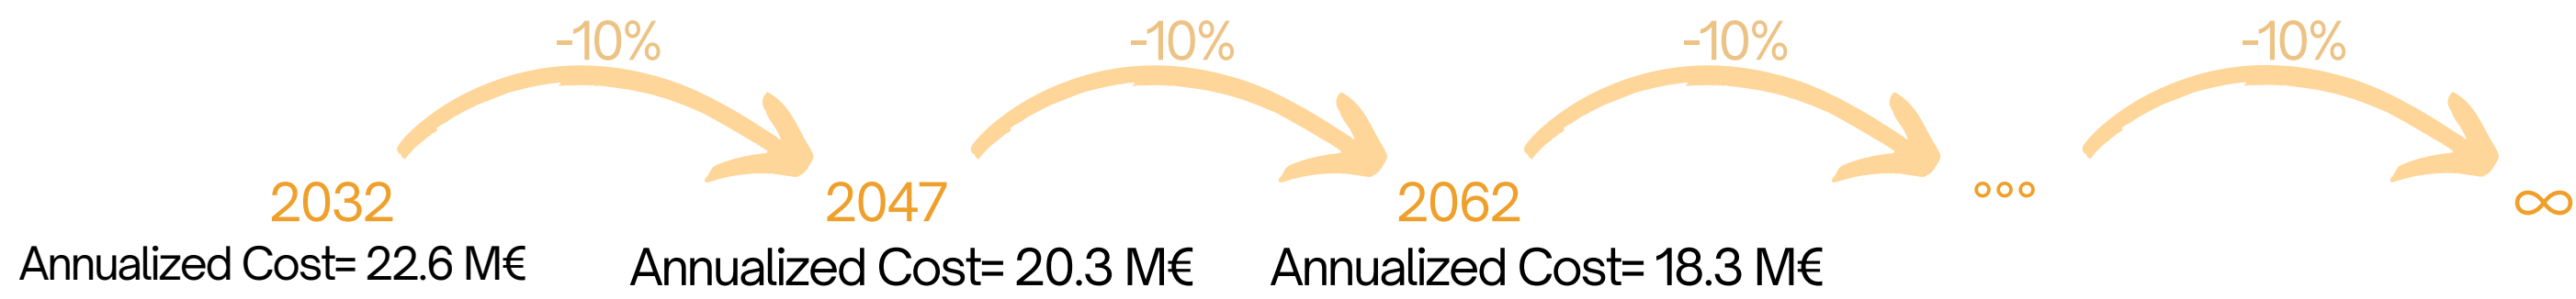 -10% -10% -10% -10%
2032 2047 2062 °°° ∞
Annualized Cost= 22.6 M€ Annualized Cost= 20.3 M€ Annualized Cost= 18.3 M€